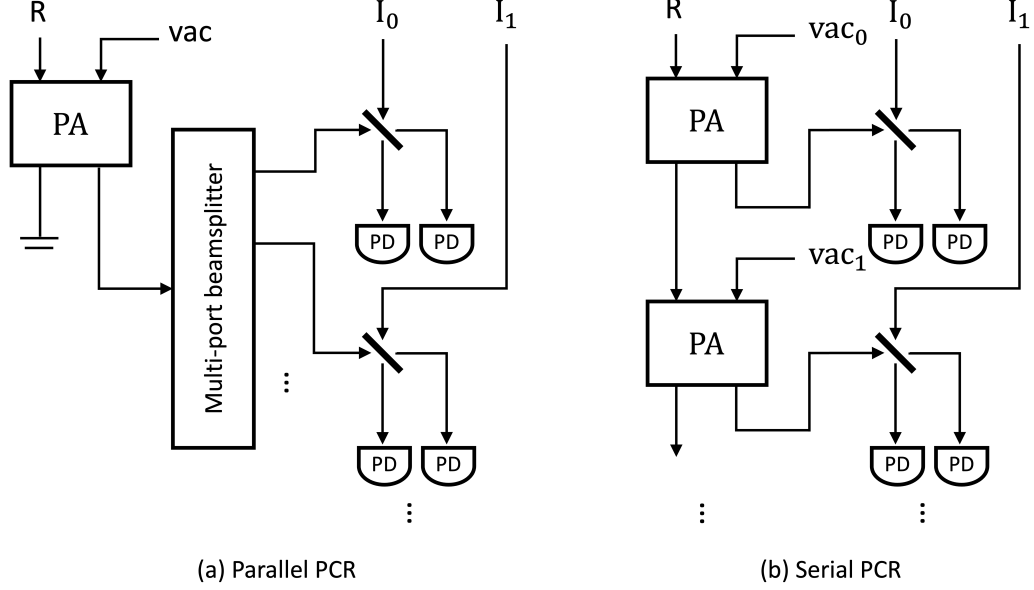 R
vac
I₀
I₁
PA
Multi-port beamsplitter
PD PD
...
PD PD
...
(a) Parallel PCR
R
vac₀
I₀
I₁
PA
PD PD
vac₁
PA
PD PD
...
...
(b) Serial PCR